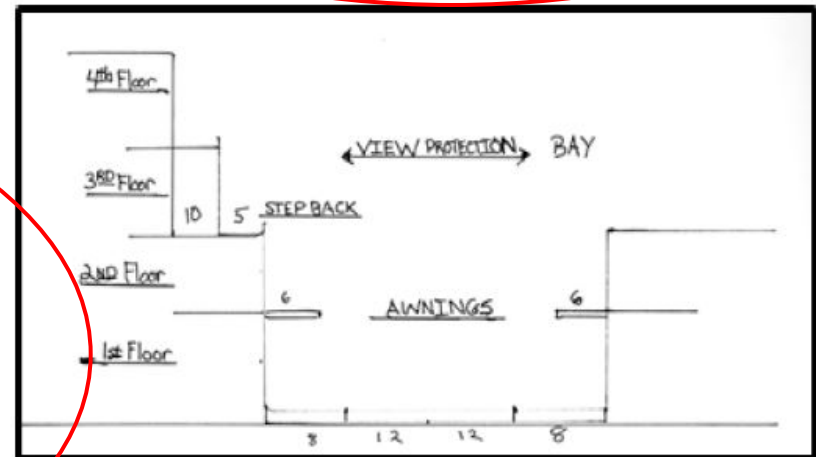 4th Floor
VIEW PROTECTION BAY
3RD Floor
10 5 STEP BACK
2ND Floor
6 AWNINGS 6
1st Floor
8 12 12 8